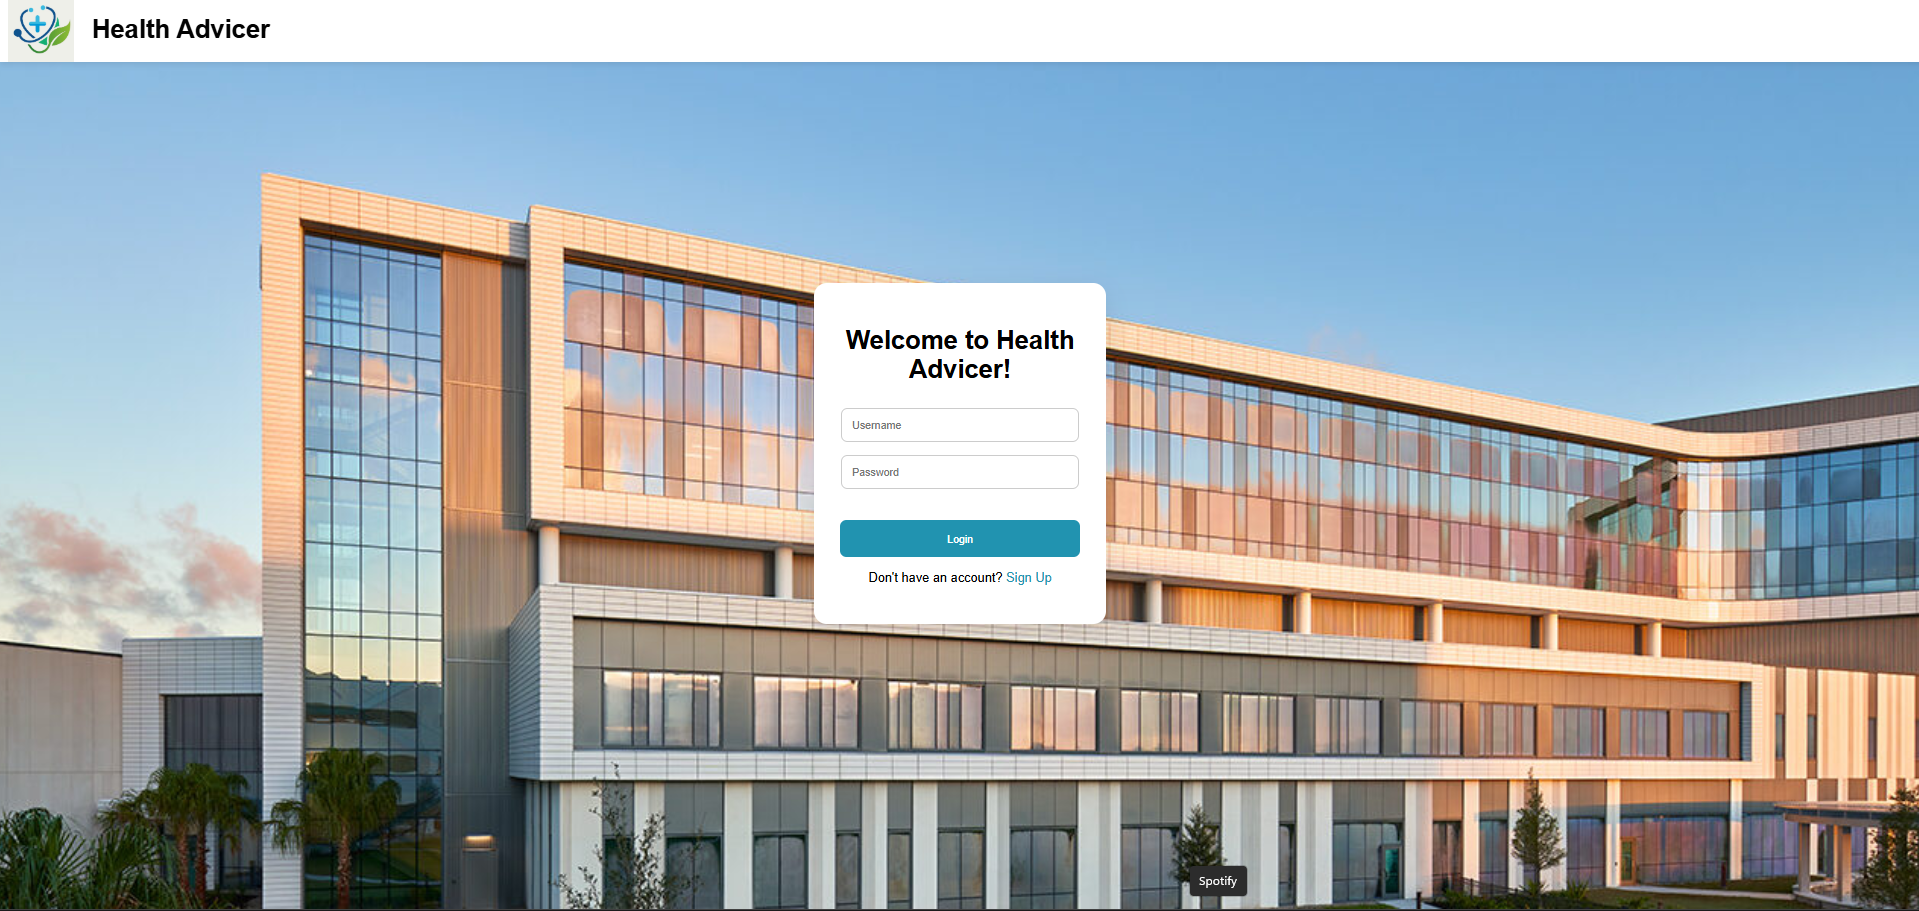 Health Advicer
Welcome to Health
Advicer!
Username
Password
Login
Don't have an account? Sign Up
Spotify